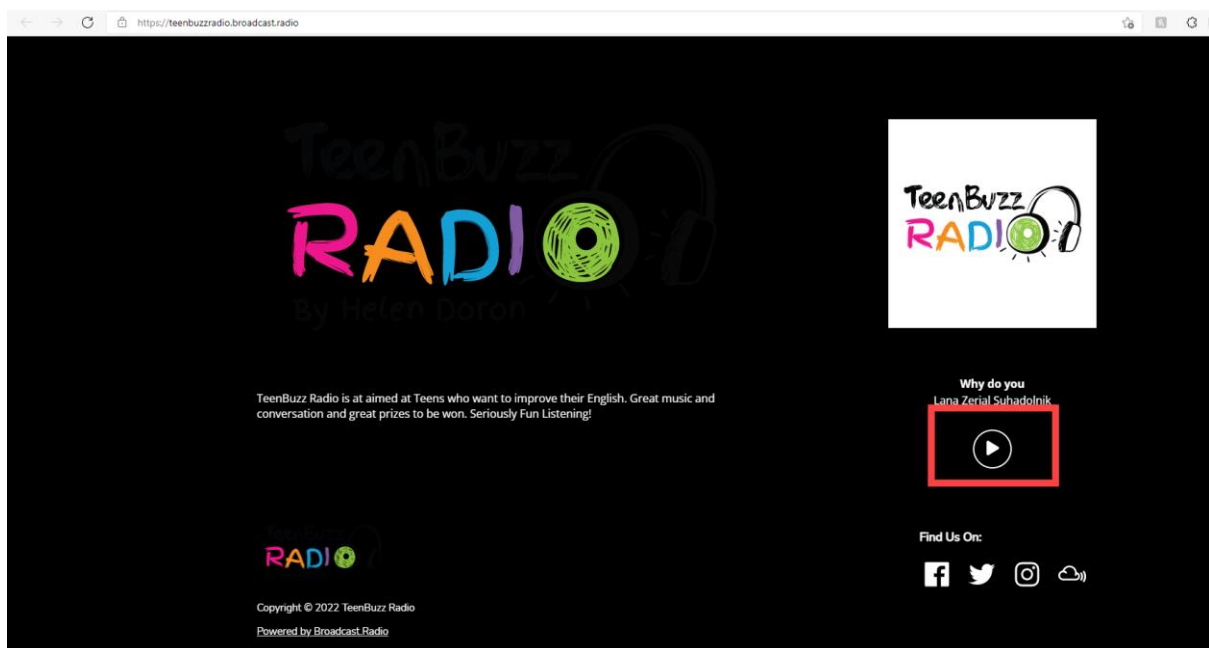 https://teenbuzzradio.broadcast.radio
TeenBuzz
RADIO
By Helen Doron
TeenBuzz
RADIO
Why do you
Lana Zerial Suhadolnik
TeenBuzz Radio is at aimed at Teens who want to improve their English. Great music and
conversation and great prizes to be won. Seriously Fun Listening!
Find Us On:
TeenBuzz
RADIO
Copyright © 2022 TeenBuzz Radio
Powered by Broadcast.Radio